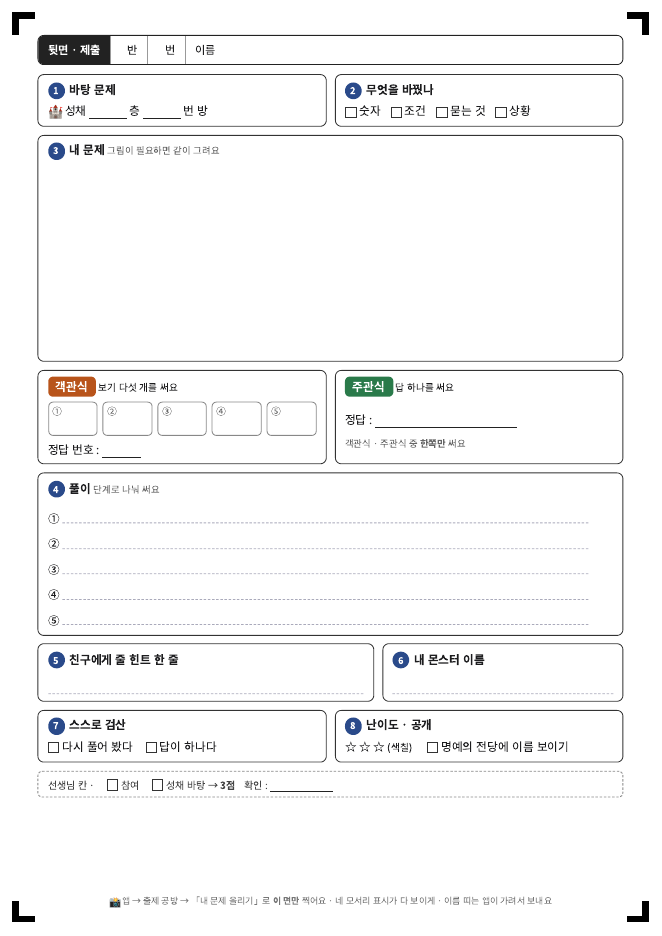 뒷면 · 제출 반 번 이름
1 바탕 문제
🏰 성채 ______ 층 ______ 번 방
2 무엇을 바꿨나
☐ 숫자 ☐ 조건 ☐ 묻는 것 ☐ 상황
3 내 문제 그림이 필요하면 같이 그려요
객관식 보기 다섯 개를 써요
① ② ③ ④ ⑤
정답 번호 : ______
주관식 답 하나를 써요
정답 : ______
객관식 · 주관식 중 한쪽만 써요
4 풀이 단계로 나눠 써요
①
②
③
④
⑤
5 친구에게 줄 힌트 한 줄
6 내 몬스터 이름
7 스스로 검산
☐ 다시 풀어 봤다 ☐ 답이 하나다
8 난이도 · 공개
☆ ☆ ☆ (색칠) ☐ 명예의 전당에 이름 보이기
선생님 칸 · ☐ 참여 ☐ 성채 바탕 → 3점 확인 : ______
📸 앱 → 출제 공방 → 「내 문제 올리기」로 이 면만 찍어요 · 네 모서리 표시가 다 보이게 · 이름 띠는 앱이 가려서 보내요